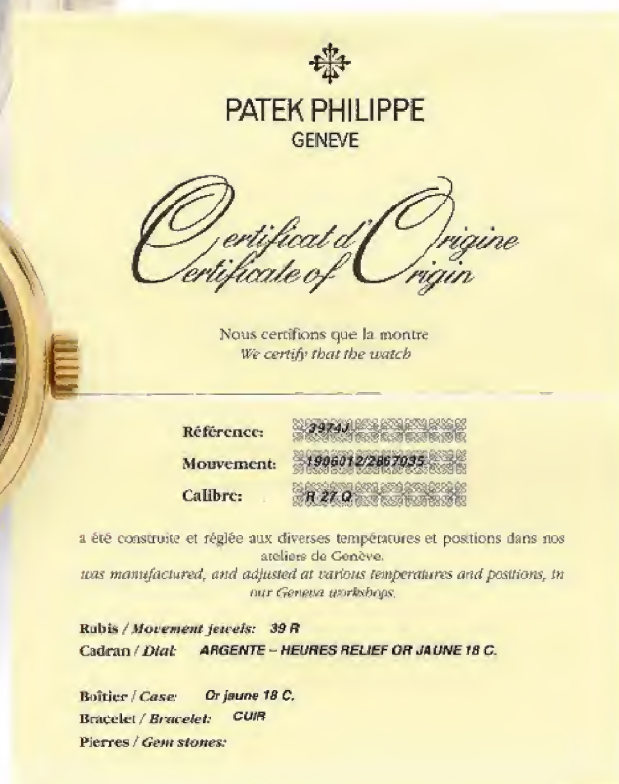 PATEK PHILIPPE
GENEVE
Certificat d'Origine
Certificate of Origin
Nous certifions que la montre
We certify that the watch
Référence: 3974J
Mouvement: 1906012/2867035
Calibre: R 27 Q
a été construite et réglée aux diverses températures et positions dans nos
ateliers de Genève.
was manufactured, and adjusted at various temperatures and positions, in
our Geneva workshops.
Rubis / Movement jewels: 39 R
Cadran / Dial: ARGENTE – HEURES RELIEF OR JAUNE 18 C.
Boîtier / Case: Or jaune 18 C.
Bracelet / Bracelet: CUIR
Pierres / Gem stones: